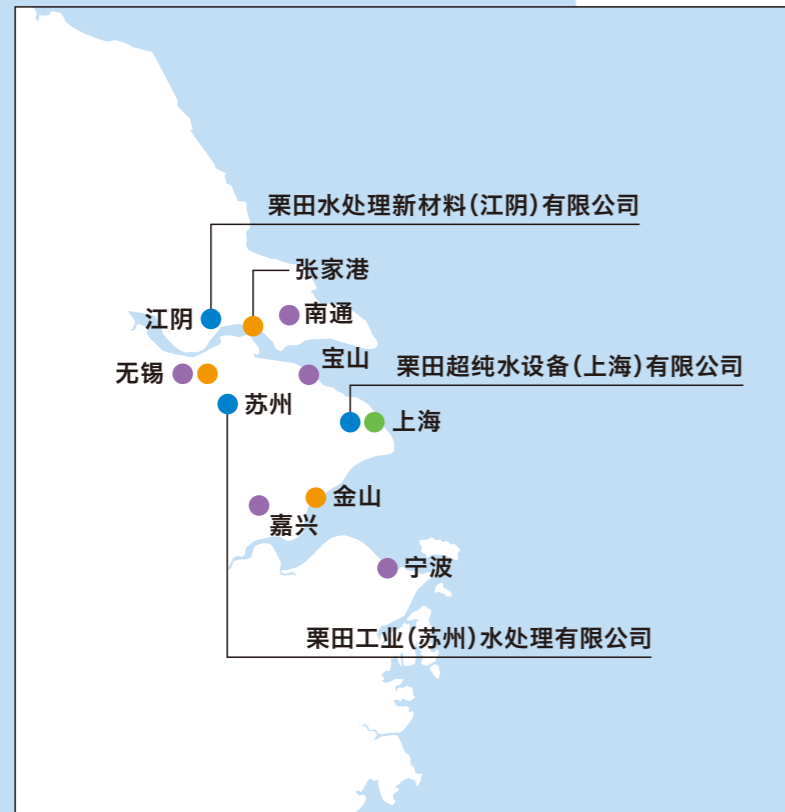 栗田水处理新材料(江阴)有限公司
张家港
江阴
南通
无锡
宝山
栗田超纯水设备(上海)有限公司
苏州
上海
金山
嘉兴
宁波
栗田工业(苏州)水处理有限公司